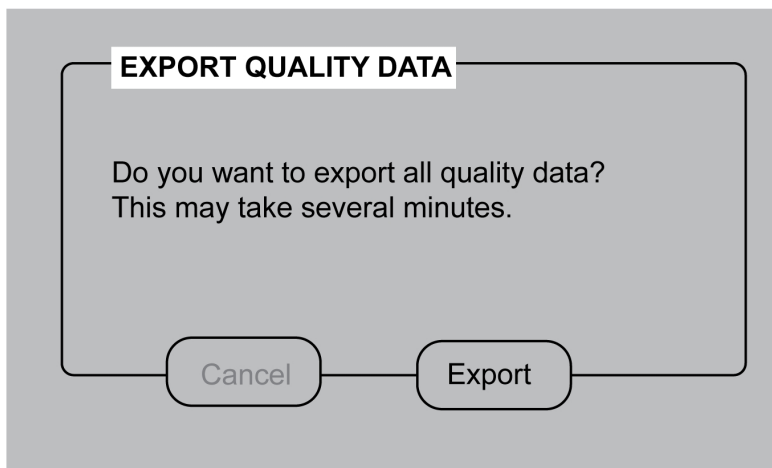 EXPORT QUALITY DATA
Do you want to export all quality data?
This may take several minutes.
Cancel
Export